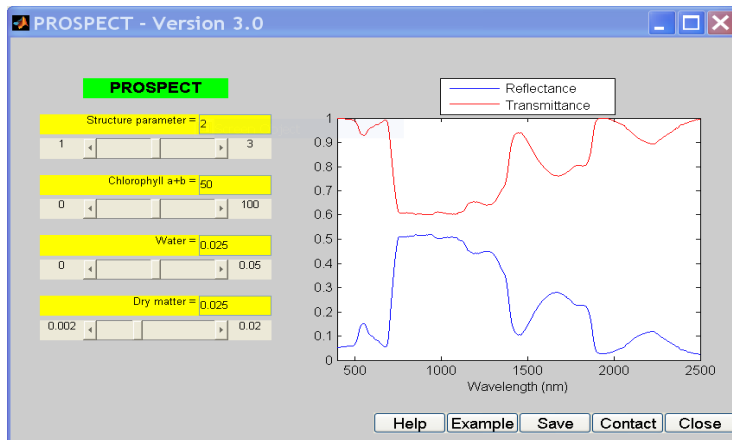 PROSPECT - Version 3.0
PROSPECT
Structure parameter = 2
1 3
Chlorophyll a+b = 50
0 100
Water = 0.025
0 0.05
Dry matter = 0.025
0.002 0.02
Reflectance
Transmittance
1
0.9
0.8
0.7
0.6
0.5
0.4
0.3
0.2
0.1
0
500 1000 1500 2000 2500
Wavelength (nm)
Help Example Save Contact Close